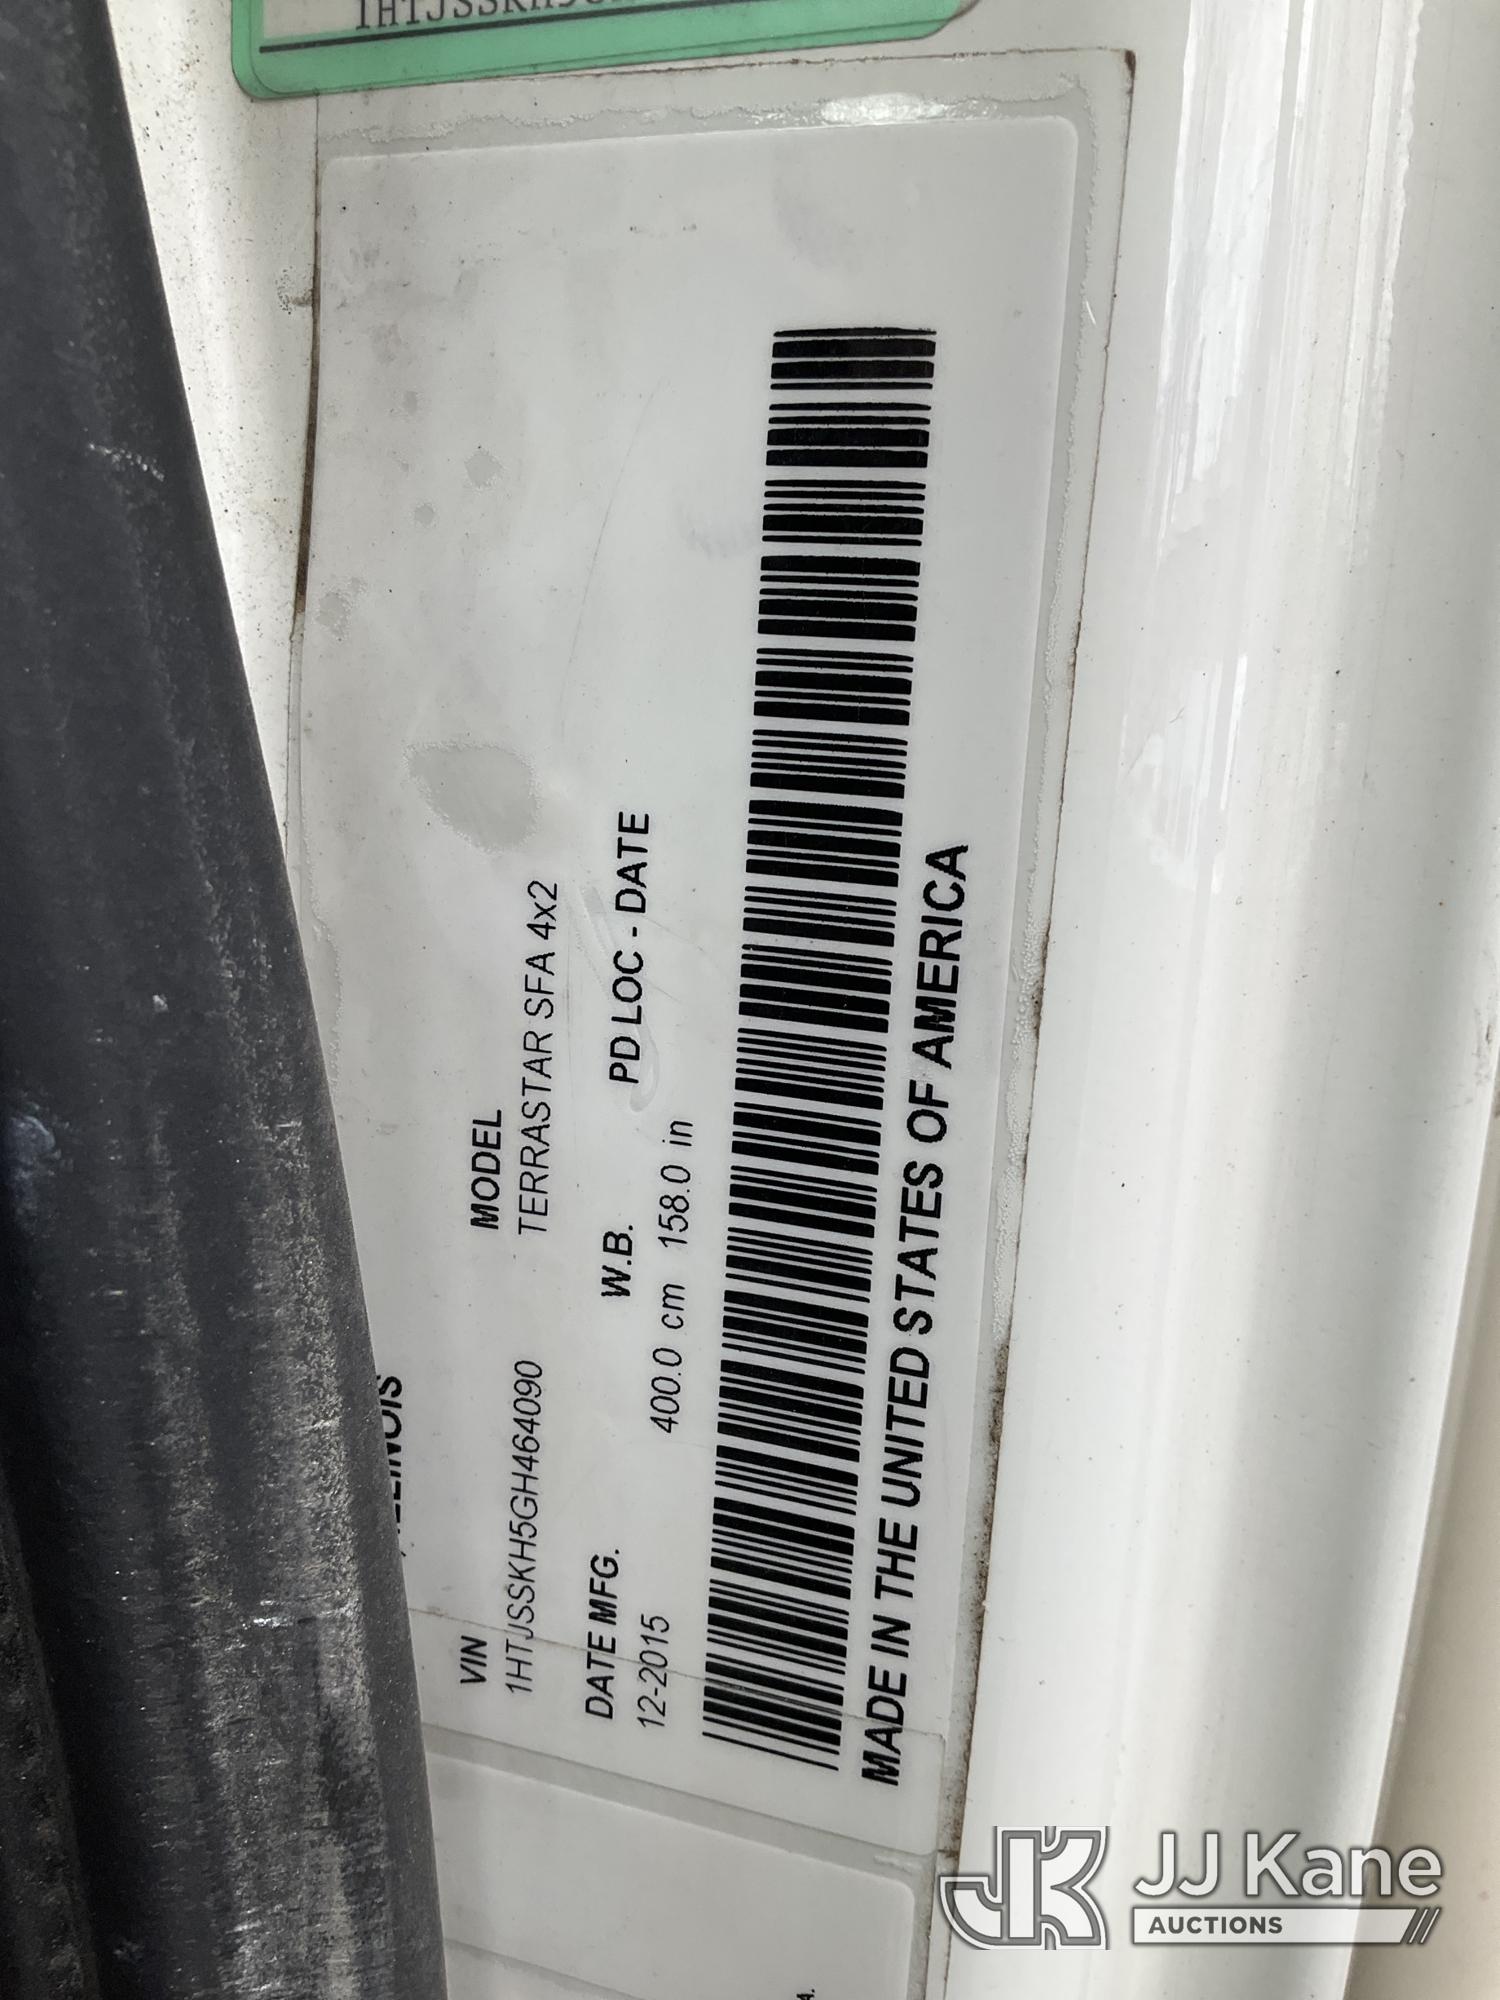 ILLINOIS
VIN MODEL
1HTJSSKH5GH464090 TERRASTAR SFA 4x2
DATE MFG. W.B. PD LOC - DATE
12-2015 400.0 cm 158.0 in
MADE IN THE UNITED STATES OF AMERICA
JJ Kane
AUCTIONS